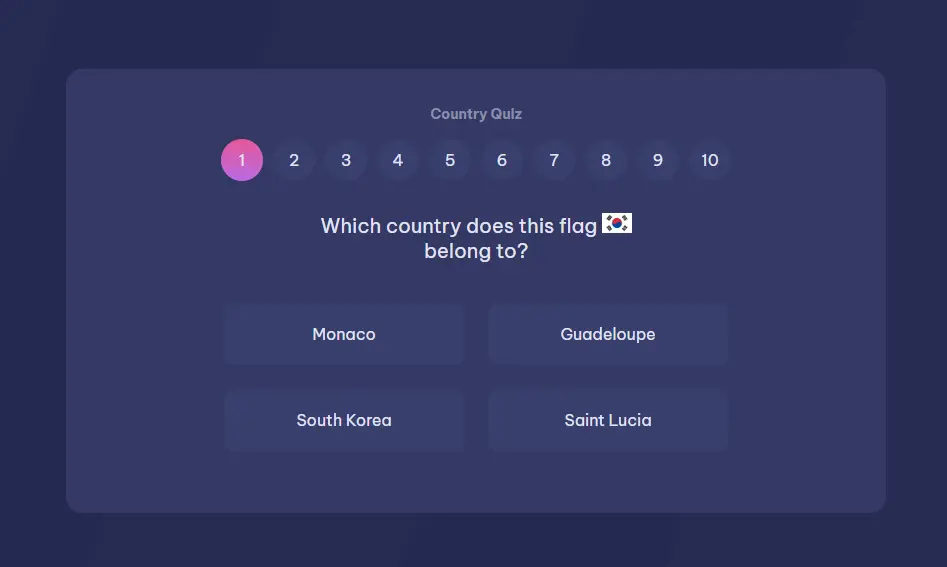 Country Quiz
1 2 3 4 5 6 7 8 9 10
Which country does this flag
belong to?
Monaco
Guadeloupe
South Korea
Saint Lucia